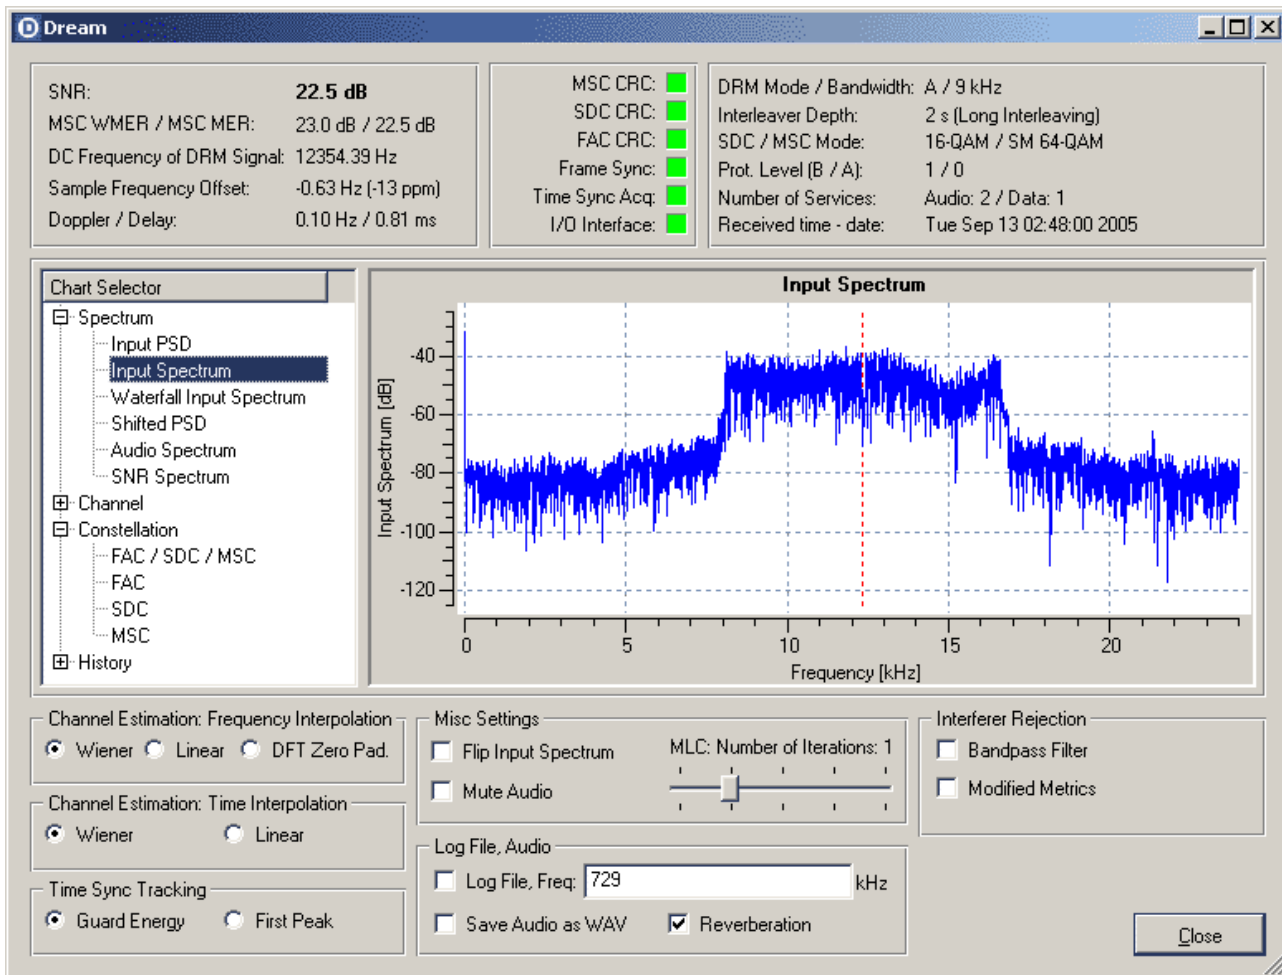 Dream
SNR: 22.5 dB
MSC WMER / MSC MER: 23.0 dB / 22.5 dB
DC Frequency of DRM Signal: 12354.39 Hz
Sample Frequency Offset: -0.63 Hz (-13 ppm)
Doppler / Delay: 0.10 Hz / 0.81 ms
MSC CRC:
SDC CRC:
FAC CRC:
Frame Sync:
Time Sync Acq:
I/O Interface:
DRM Mode / Bandwidth: A / 9 kHz
Interleaver Depth: 2 s (Long Interleaving)
SDC / MSC Mode: 16-QAM / SM 64-QAM
Prot. Level (B / A): 1 / 0
Number of Services: Audio: 2 / Data: 1
Received time - date: Tue Sep 13 02:48:00 2005
Chart Selector
Spectrum
Input PSD
Input Spectrum
Waterfall Input Spectrum
Shifted PSD
Audio Spectrum
SNR Spectrum
Channel
Constellation
FAC / SDC / MSC
FAC
SDC
MSC
History
Input Spectrum
Input Spectrum [dB]
-40
-60
-80
-100
-120
0 5 10 15 20
Frequency [kHz]
Channel Estimation: Frequency Interpolation
Wiener Linear DFT Zero Pad.
Channel Estimation: Time Interpolation
Wiener Linear
Time Sync Tracking
Guard Energy First Peak
Misc Settings
Flip Input Spectrum
Mute Audio
MLC: Number of Iterations: 1
Log File, Audio
Log File, Freq: 729 kHz
Save Audio as WAV Reverberation
Interferer Rejection
Bandpass Filter
Modified Metrics
Close